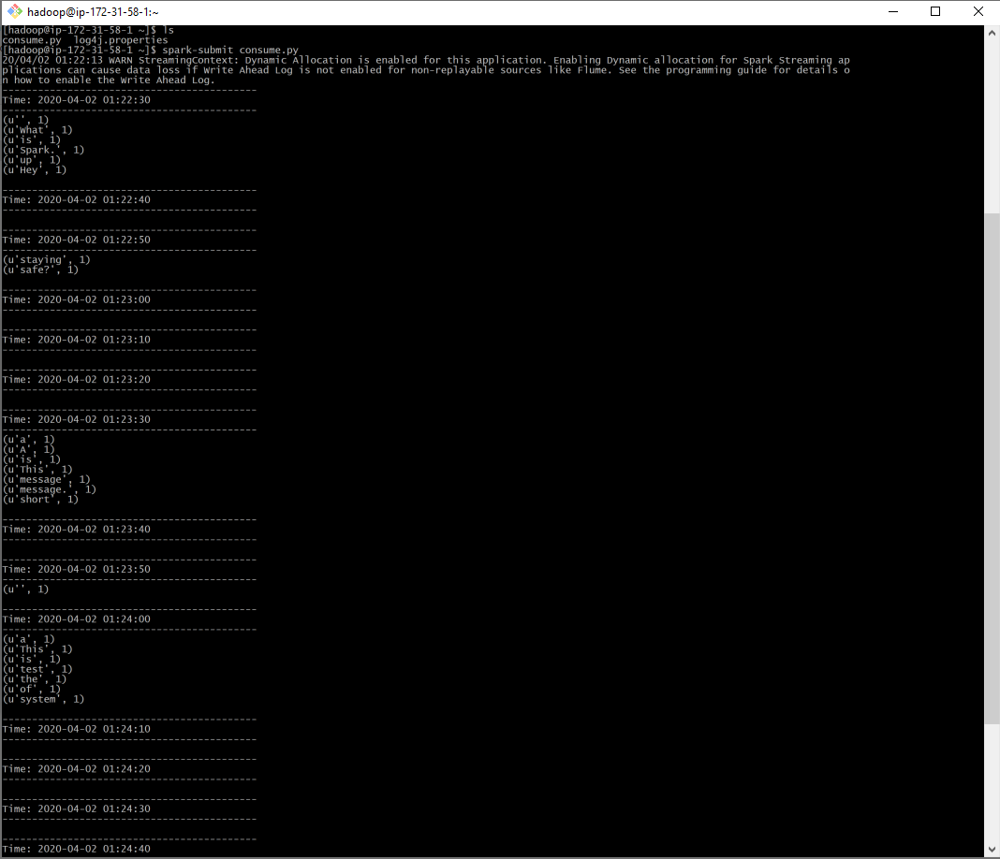 hadoop@ip-172-31-58-1:~
[hadoop@ip-172-31-58-1 ~]$ ls
consume.py  log4j.properties
[hadoop@ip-172-31-58-1 ~]$ spark-submit consume.py
20/04/02 01:22:13 WARN StreamingContext: Dynamic Allocation is enabled for this application. Enabling Dynamic allocation for Spark Streaming ap
plications can cause data loss if Write Ahead Log is not enabled for non-replayable sources like Flume. See the programming guide for details o
n how to enable the Write Ahead Log.
-------------------------------------------
Time: 2020-04-02 01:22:30
-------------------------------------------
(u'', 1)
(u'What', 1)
(u'is', 1)
(u'Spark.', 1)
(u'up', 1)
(u'Hey', 1)

-------------------------------------------
Time: 2020-04-02 01:22:40
-------------------------------------------

-------------------------------------------
Time: 2020-04-02 01:22:50
-------------------------------------------
(u'staying', 1)
(u'safe?', 1)

-------------------------------------------
Time: 2020-04-02 01:23:00
-------------------------------------------

-------------------------------------------
Time: 2020-04-02 01:23:10
-------------------------------------------

-------------------------------------------
Time: 2020-04-02 01:23:20
-------------------------------------------

-------------------------------------------
Time: 2020-04-02 01:23:30
-------------------------------------------
(u'a', 1)
(u'A', 1)
(u'is', 1)
(u'This', 1)
(u'message', 1)
(u'message.', 1)
(u'short', 1)

-------------------------------------------
Time: 2020-04-02 01:23:40
-------------------------------------------

-------------------------------------------
Time: 2020-04-02 01:23:50
-------------------------------------------
(u'', 1)

-------------------------------------------
Time: 2020-04-02 01:24:00
-------------------------------------------
(u'a', 1)
(u'This', 1)
(u'is', 1)
(u'test', 1)
(u'the', 1)
(u'of', 1)
(u'system', 1)

-------------------------------------------
Time: 2020-04-02 01:24:10
-------------------------------------------

-------------------------------------------
Time: 2020-04-02 01:24:20
-------------------------------------------

-------------------------------------------
Time: 2020-04-02 01:24:30
-------------------------------------------

-------------------------------------------
Time: 2020-04-02 01:24:40